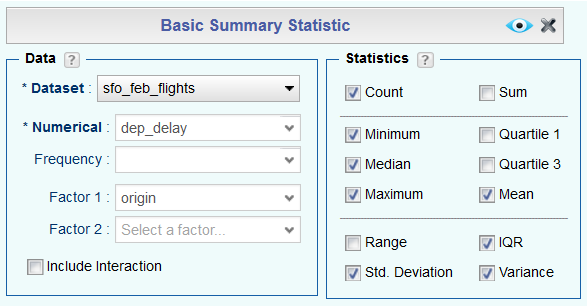 Basic Summary Statistic
Data ?
* Dataset : sfo_feb_flights
* Numerical : dep_delay
Frequency :
Factor 1 : origin
Factor 2 : Select a factor...
Include Interaction
Statistics ?
Count Sum
Minimum Quartile 1
Median Quartile 3
Maximum Mean
Range IQR
Std. Deviation Variance